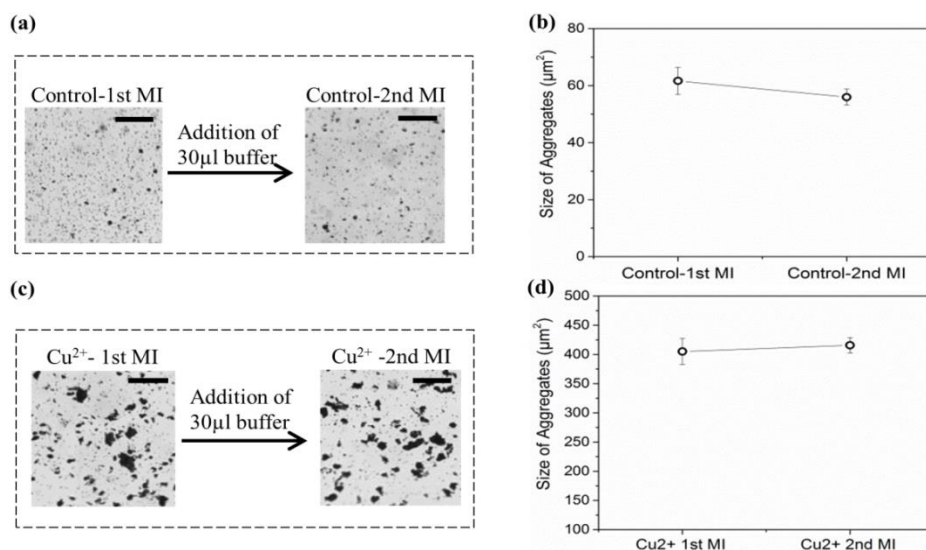 (a)
Control-1st MI
Control-2nd MI
Addition of
30µl buffer
(b)
80
60
40
20
0
Size of Aggregates (µm²)
Control-1st MI
Control-2nd MI
(c)
Cu²⁺- 1st MI
Cu²⁺ -2nd MI
Addition of
30µl buffer
(d)
500
450
400
350
300
250
200
150
100
Size of Aggregates (µm²)
Cu2+ 1st MI
Cu2+ 2nd MI